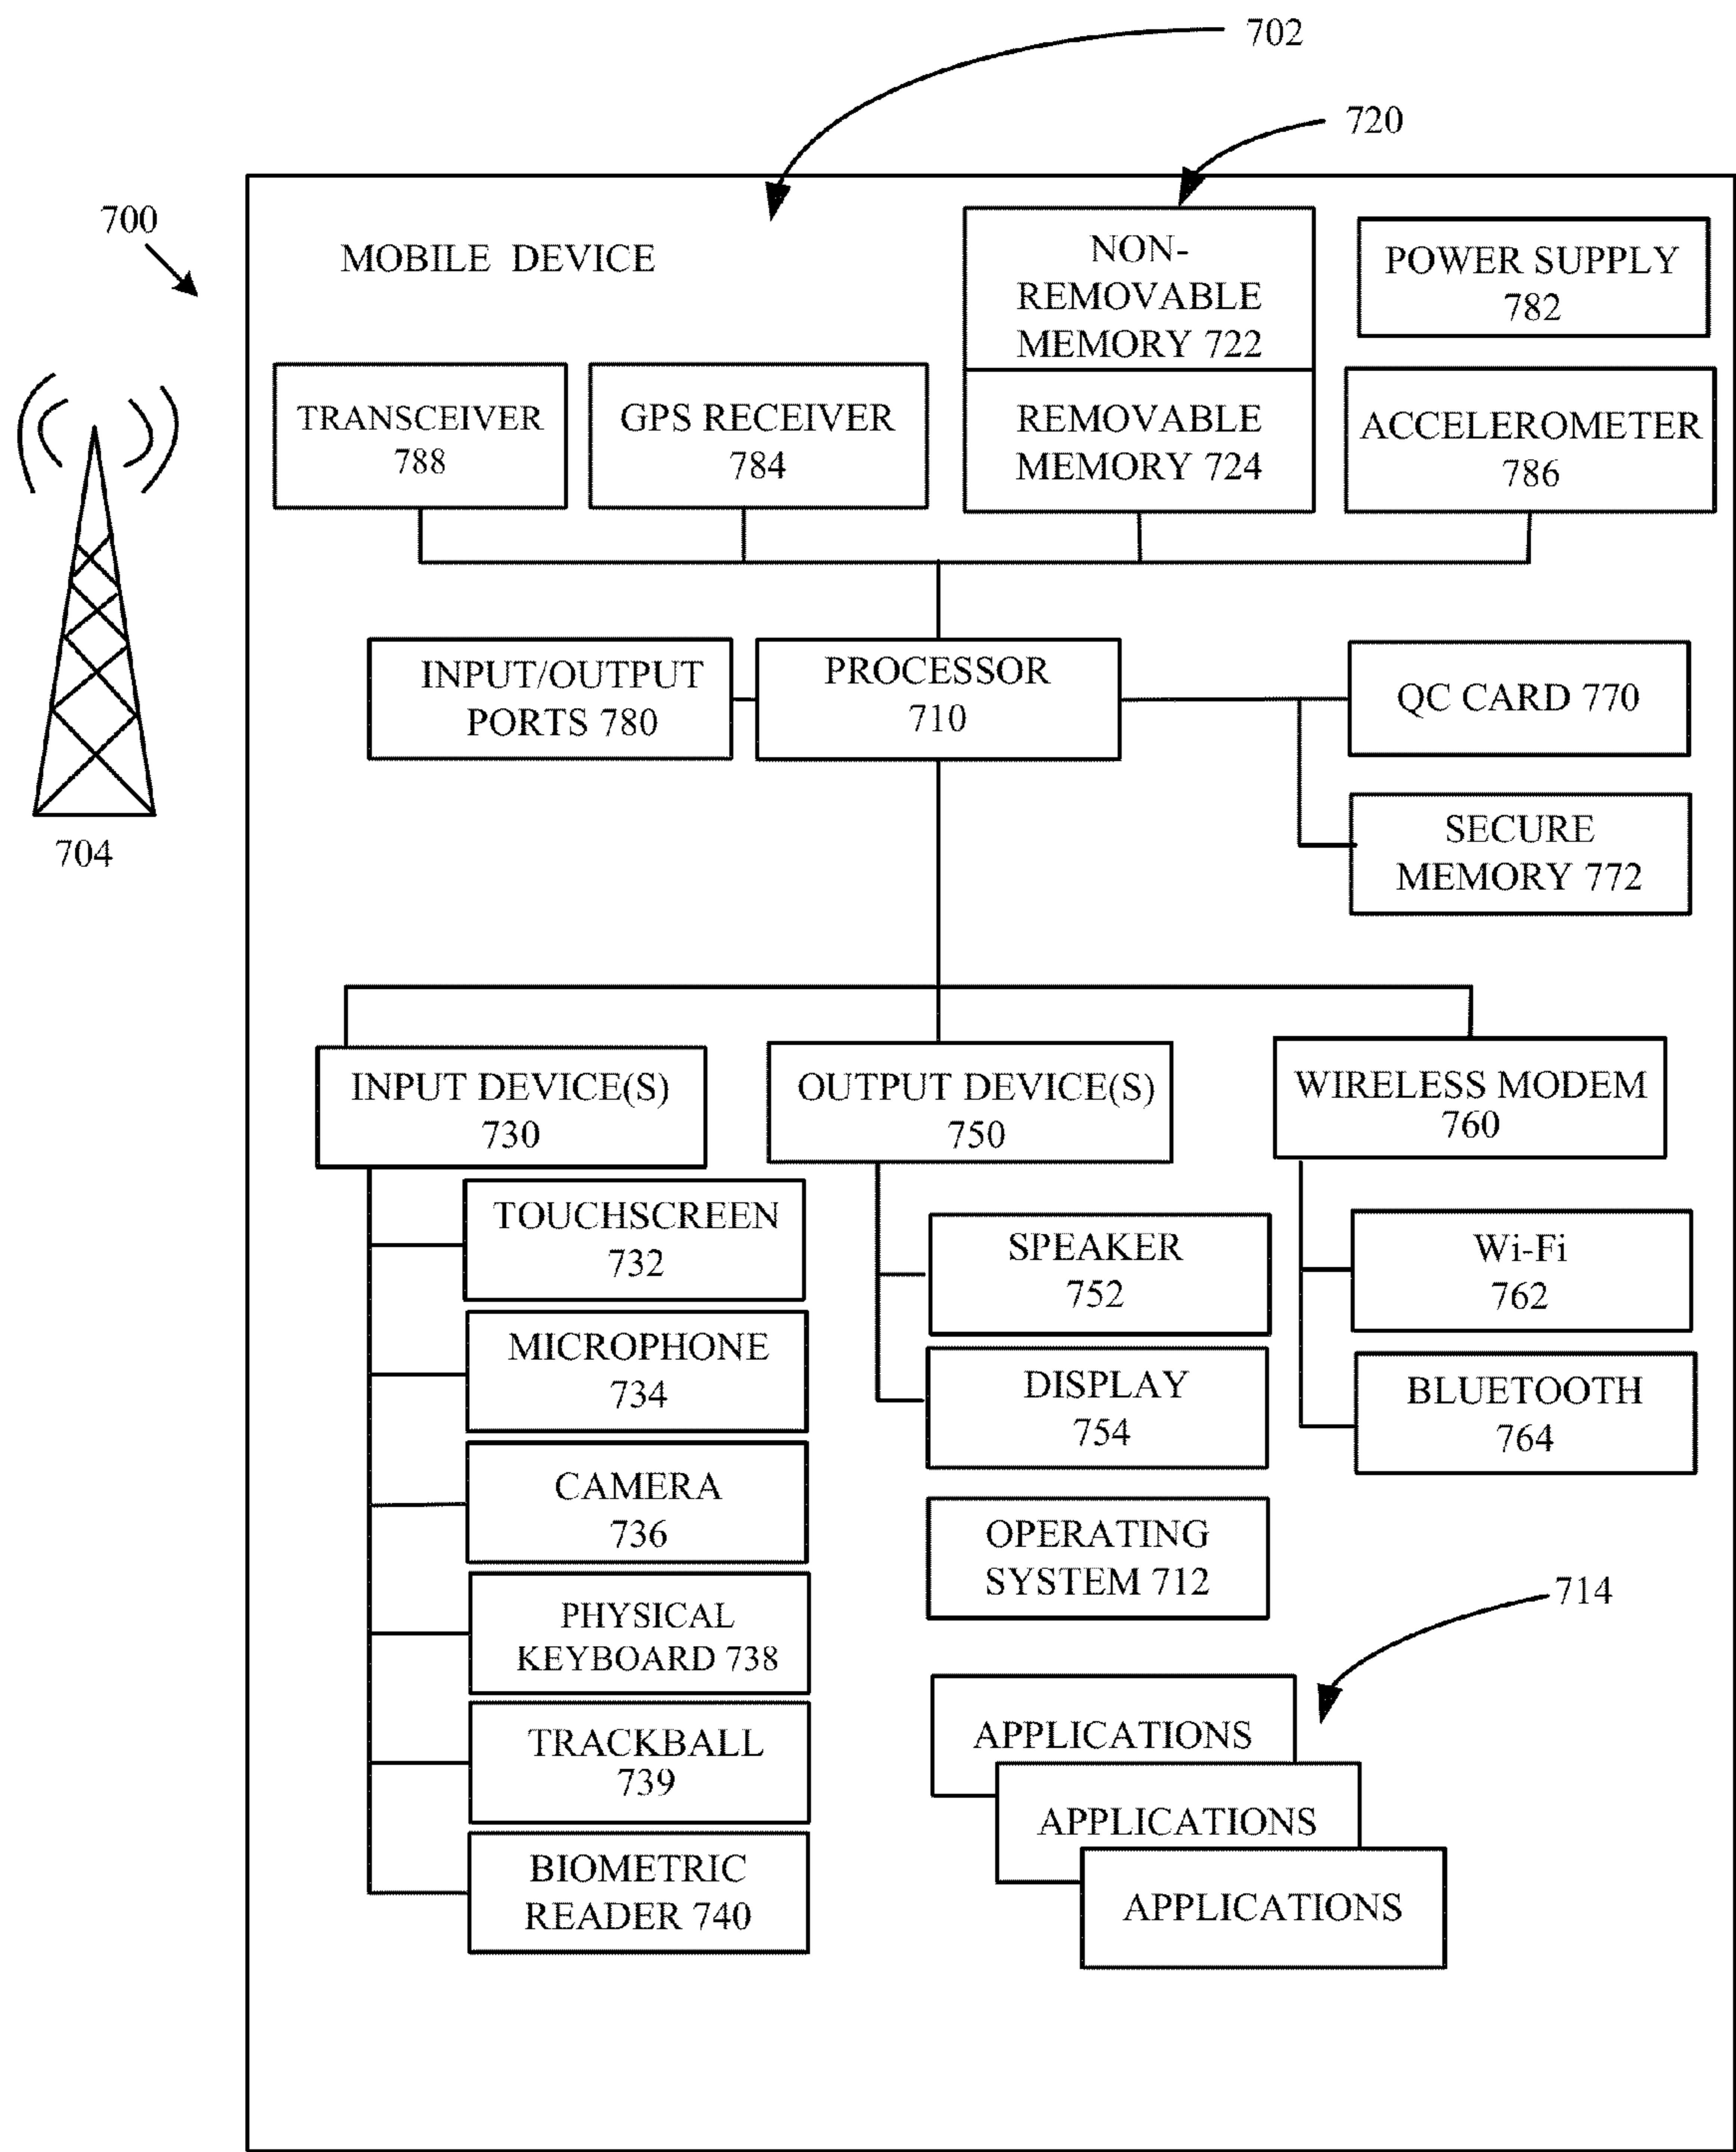 702
720
700
MOBILE DEVICE
NON-
REMOVABLE
MEMORY 722
POWER SUPPLY
782
TRANSCEIVER
788
GPS RECEIVER
784
REMOVABLE
MEMORY 724
ACCELEROMETER
786
704
INPUT/OUTPUT
PORTS 780
PROCESSOR
710
QC CARD 770
SECURE
MEMORY 772
INPUT DEVICE(S)
730
OUTPUT DEVICE(S)
750
WIRELESS MODEM
760
TOUCHSCREEN
732
MICROPHONE
734
CAMERA
736
PHYSICAL
KEYBOARD 738
TRACKBALL
739
BIOMETRIC
READER 740
SPEAKER
752
DISPLAY
754
Wi-Fi
762
BLUETOOTH
764
OPERATING
SYSTEM 712
714
APPLICATIONS
APPLICATIONS
APPLICATIONS